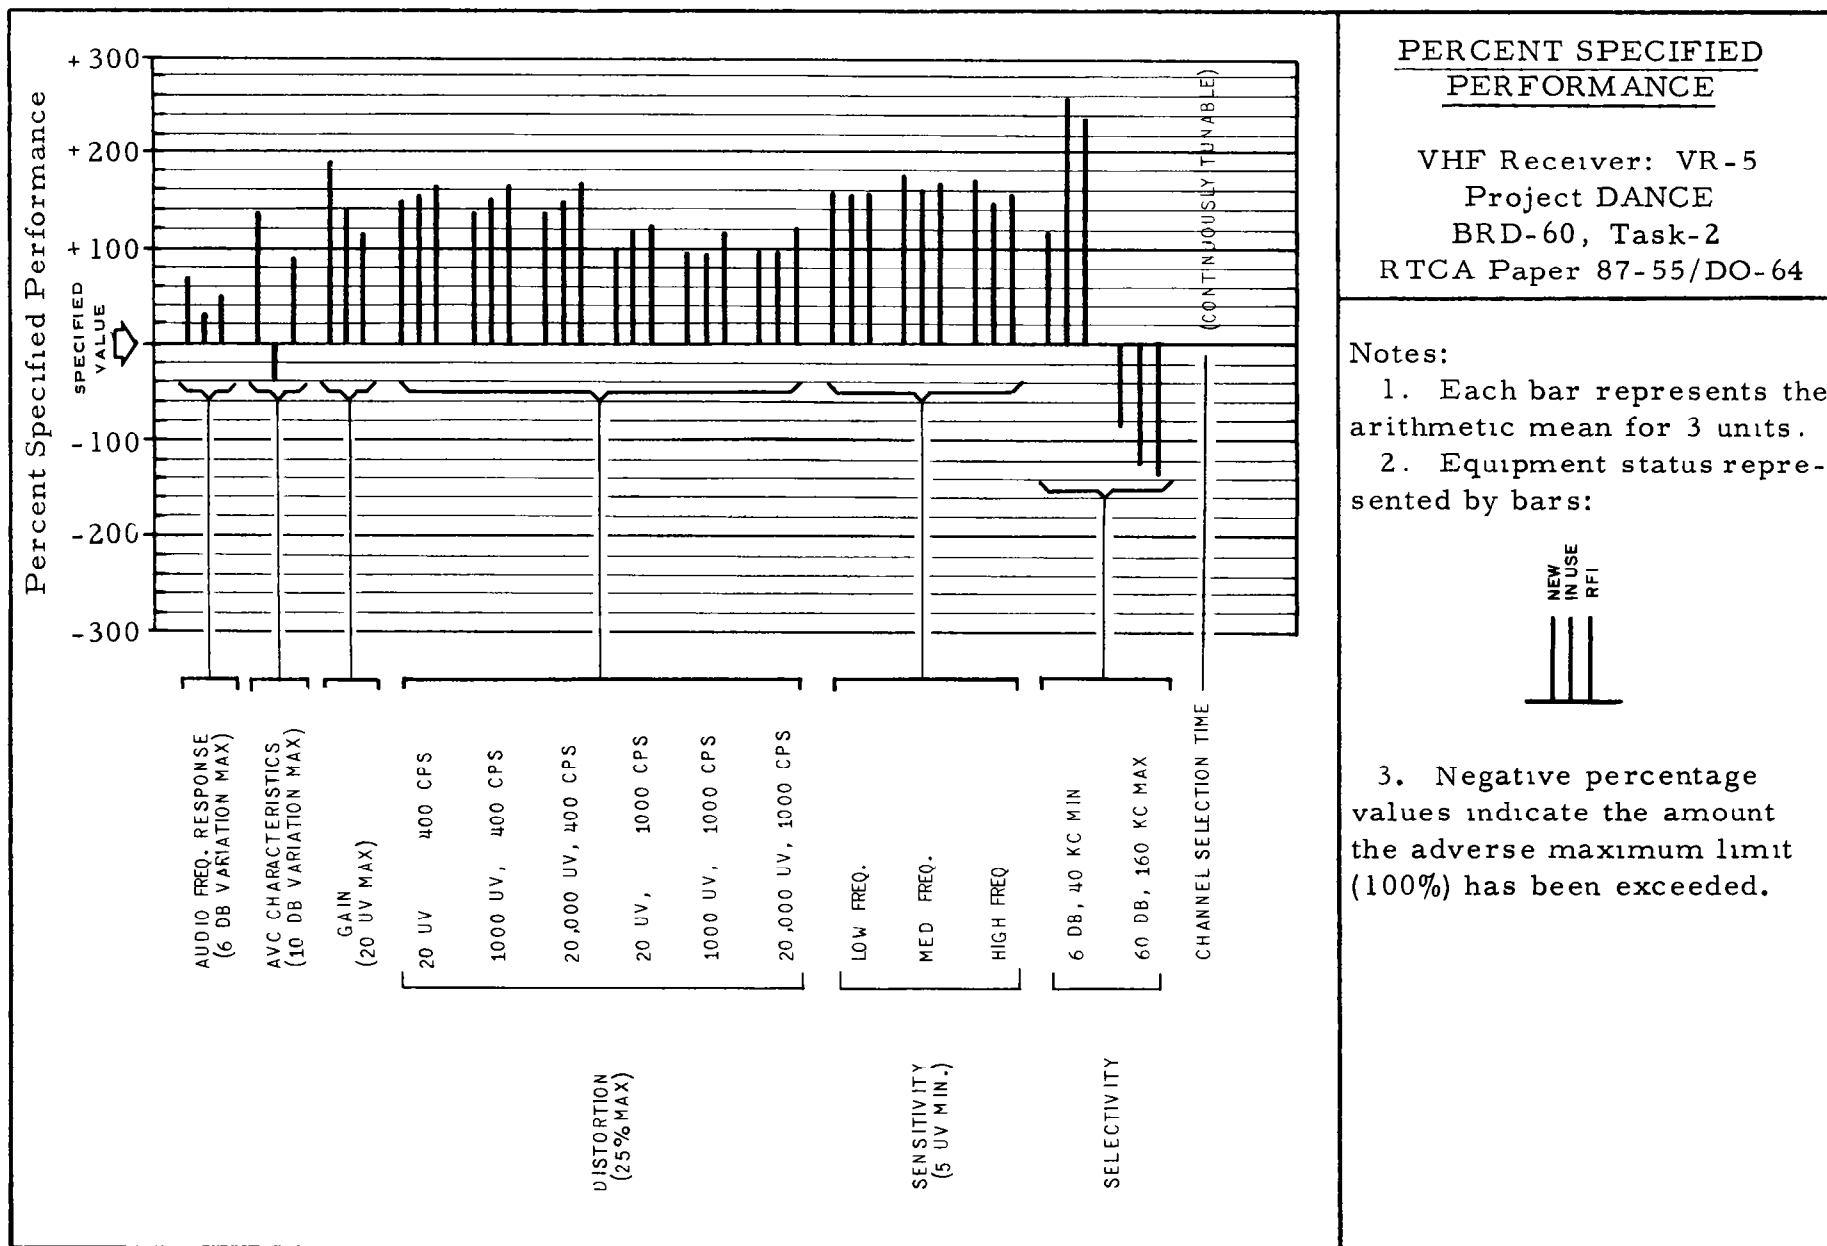 Percent Specified Performance
+300
+200
+100
SPECIFIED
VALUE
-100
-200
-300
(CONTINUOUSLY TUNABLE)
AUDIO FREQ. RESPONSE
(6 DB VARIATION MAX)
AVC CHARACTERISTICS
(10 DB VARIATION MAX)
GAIN
(20 UV MAX)
20 UV 400 CPS
1000 UV, 400 CPS
20,000 UV, 400 CPS
20 UV, 1000 CPS
1000 UV, 1000 CPS
20,000 UV, 1000 CPS
DISTORTION
(25% MAX)
LOW FREQ.
MED FREQ.
HIGH FREQ
SENSITIVITY
(5 UV MIN.)
6 DB, 40 KC MIN
60 DB, 160 KC MAX
SELECTIVITY
CHANNEL SELECTION TIME
PERCENT SPECIFIED
PERFORMANCE
VHF Receiver: VR-5
Project DANCE
BRD-60, Task-2
RTCA Paper 87-55/DO-64
Notes:
1. Each bar represents the
arithmetic mean for 3 units.
2. Equipment status repre-
sented by bars:
NEW
IN USE
RFI
3. Negative percentage
values indicate the amount
the adverse maximum limit
(100%) has been exceeded.